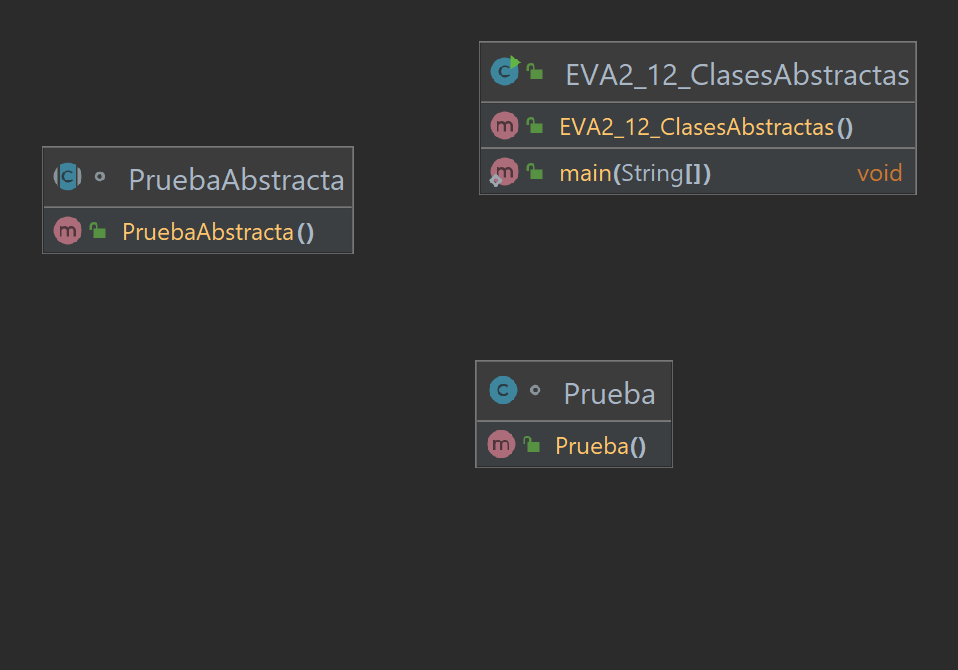 EVA2_12_ClasesAbstractas
EVA2_12_ClasesAbstractas()
main(String[]) void
PruebaAbstracta
PruebaAbstracta()
Prueba
Prueba()